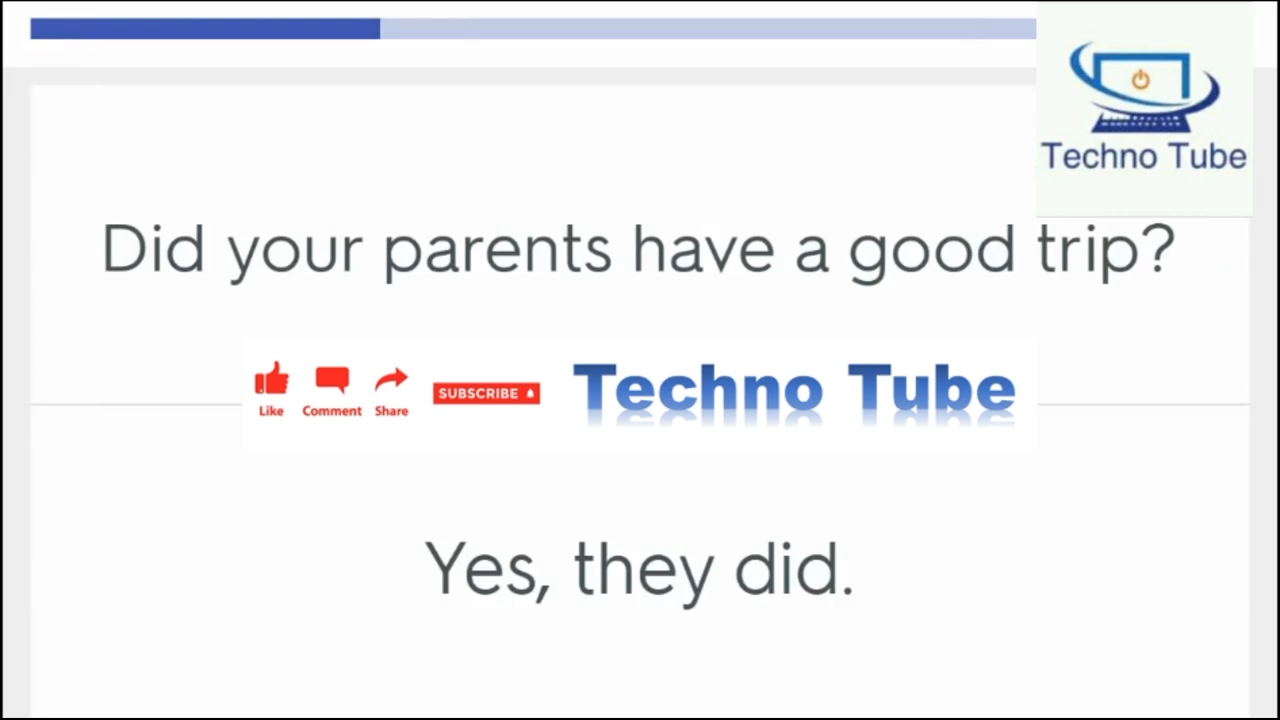 Techno Tube
Did your parents have a good trip?
Like Comment Share SUBSCRIBE Techno Tube
Yes, they did.